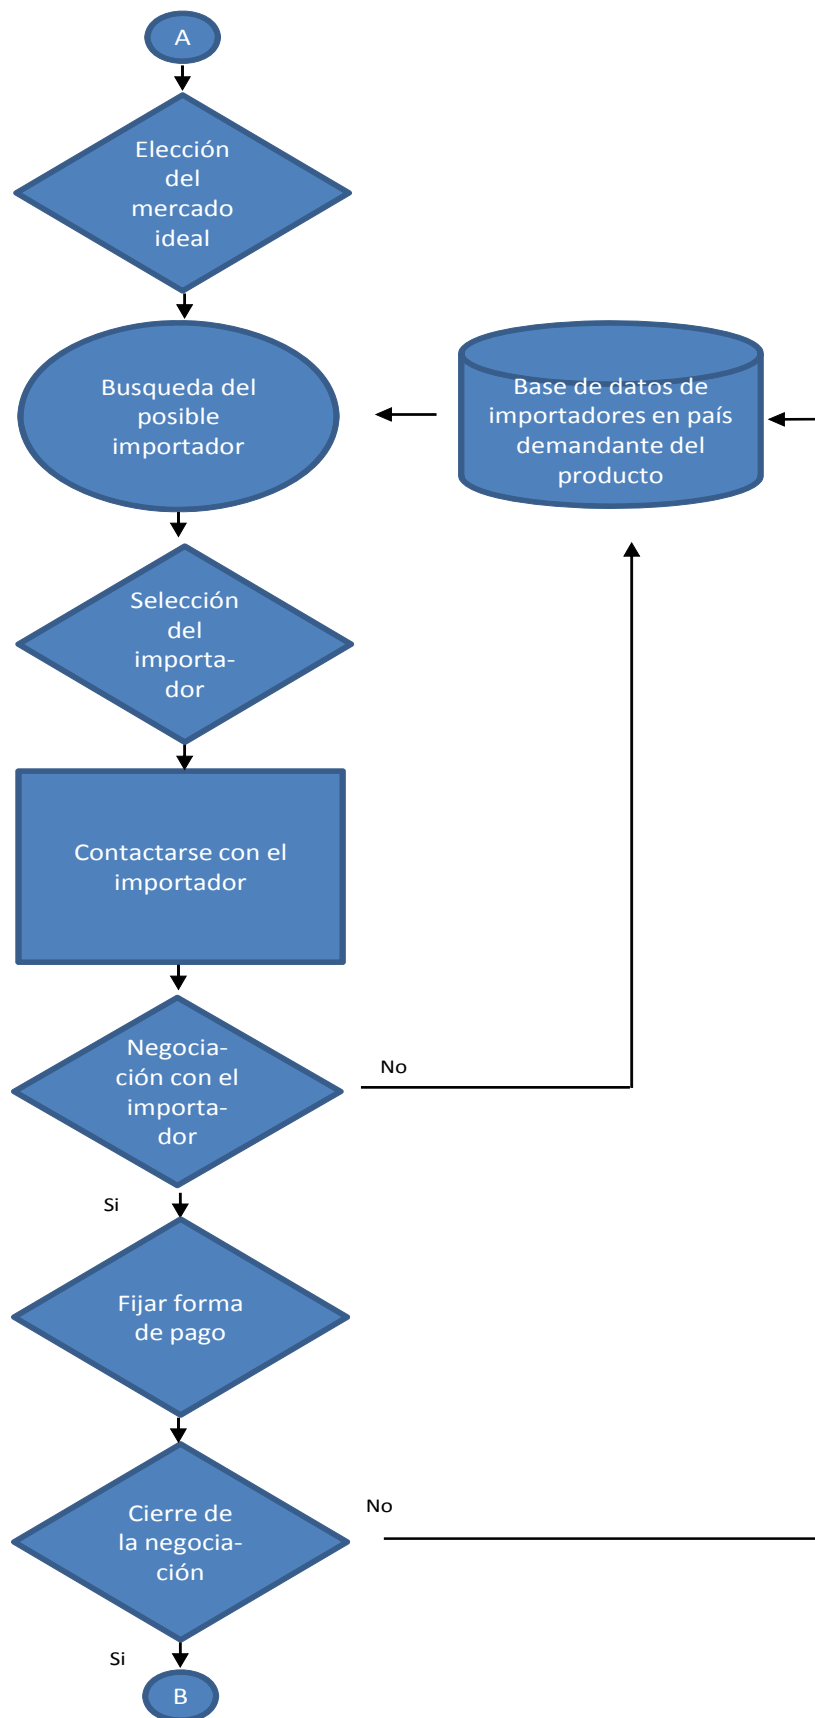 A
Elección
del
mercado
ideal
Busqueda del
posible
importador
Base de datos de
importadores en país
demandante del
producto
Selección
del
importa-
dor
Contactarse con el
importador
Negocia-
ción con el
importa-
dor
No
Si
Fijar forma
de pago
Cierre de
la negocia-
ción
No
Si
B